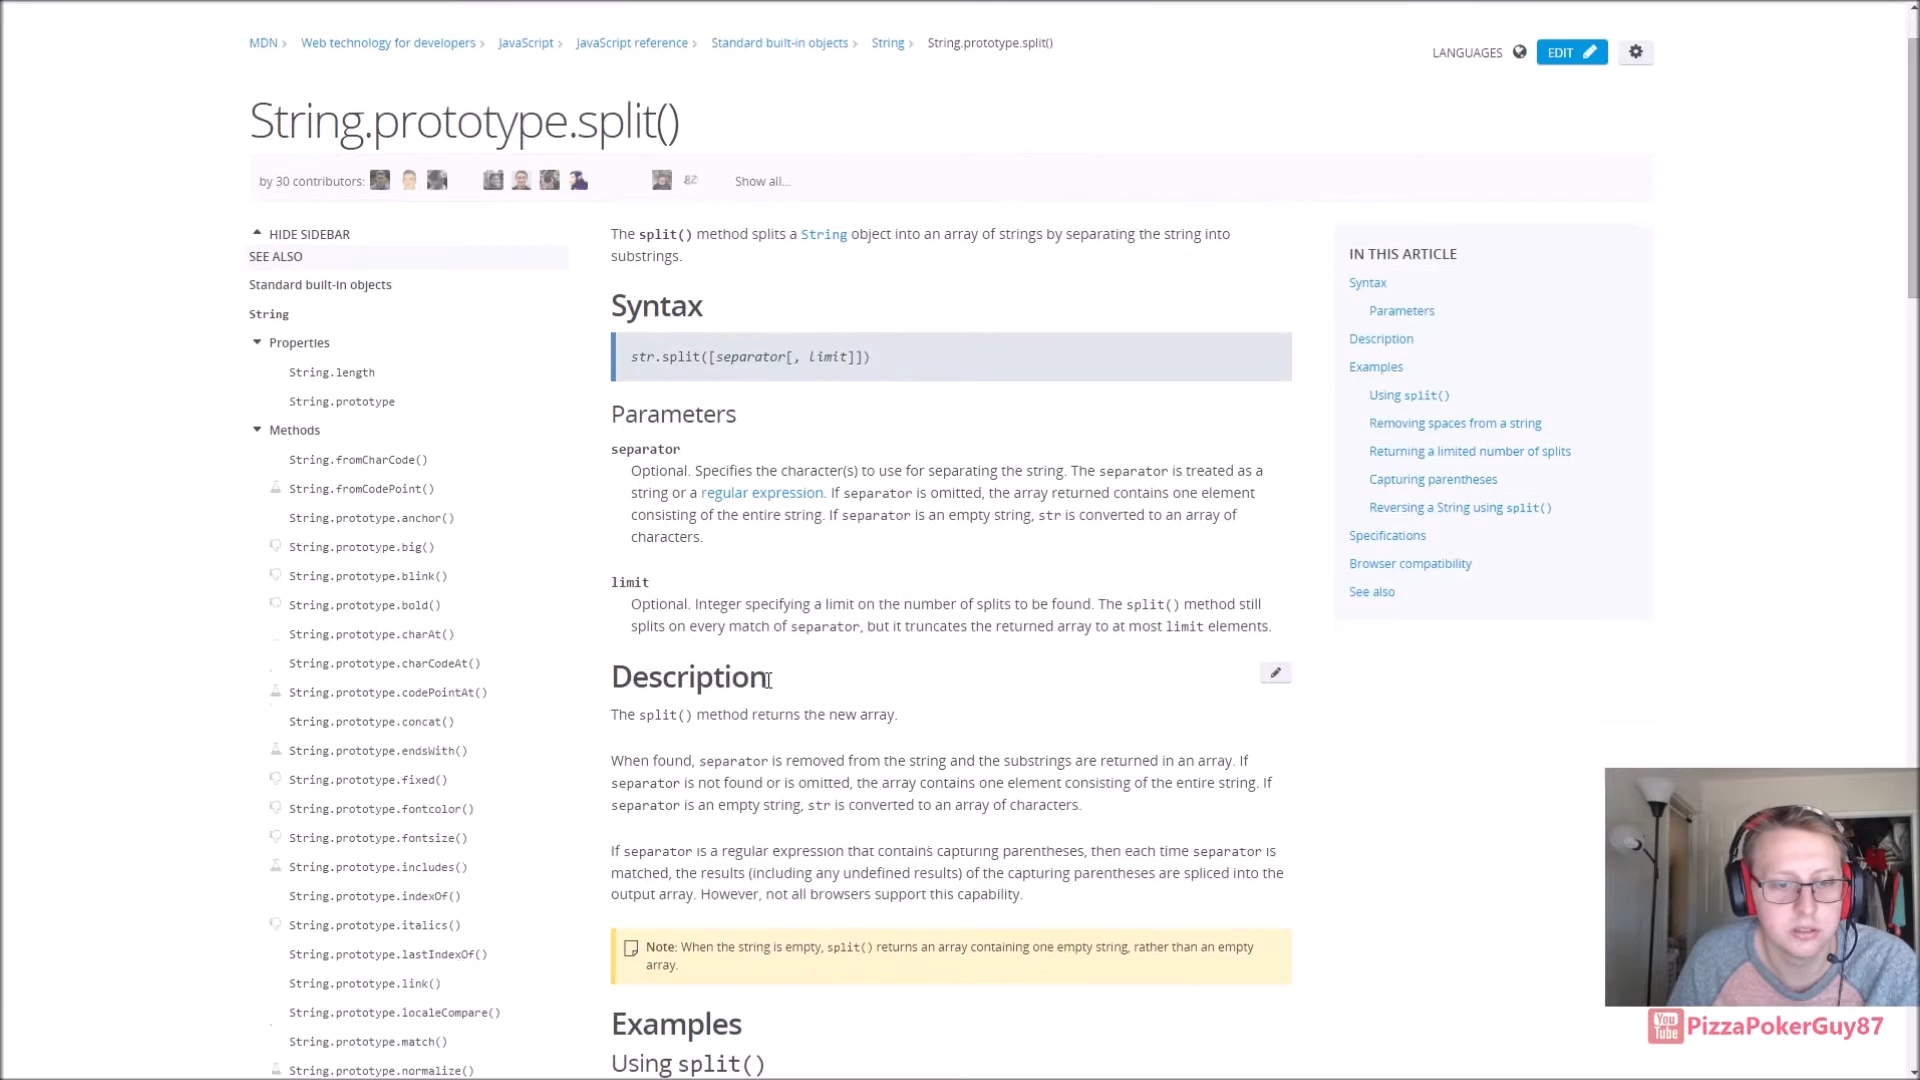 MDN › Web technology for developers › JavaScript › JavaScript reference › Standard built-in objects › String › String.prototype.split()
LANGUAGES EDIT
String.prototype.split()
by 30 contributors: Show all...
HIDE SIDEBAR
SEE ALSO
Standard built-in objects
String
Properties
String.length
String.prototype
Methods
String.fromCharCode()
String.fromCodePoint()
String.prototype.anchor()
String.prototype.big()
String.prototype.blink()
String.prototype.bold()
String.prototype.charAt()
String.prototype.charCodeAt()
String.prototype.codePointAt()
String.prototype.concat()
String.prototype.endsWith()
String.prototype.fixed()
String.prototype.fontcolor()
String.prototype.fontsize()
String.prototype.includes()
String.prototype.indexOf()
String.prototype.italics()
String.prototype.lastIndexOf()
String.prototype.link()
String.prototype.localeCompare()
String.prototype.match()
String.prototype.normalize()
The split() method splits a String object into an array of strings by separating the string into
substrings.
Syntax
str.split([separator[, limit]])
Parameters
separator
Optional. Specifies the character(s) to use for separating the string. The separator is treated as a
string or a regular expression. If separator is omitted, the array returned contains one element
consisting of the entire string. If separator is an empty string, str is converted to an array of
characters.
limit
Optional. Integer specifying a limit on the number of splits to be found. The split() method still
splits on every match of separator, but it truncates the returned array to at most limit elements.
Description
The split() method returns the new array.
When found, separator is removed from the string and the substrings are returned in an array. If
separator is not found or is omitted, the array contains one element consisting of the entire string. If
separator is an empty string, str is converted to an array of characters.
If separator is a regular expression that contains capturing parentheses, then each time separator is
matched, the results (including any undefined results) of the capturing parentheses are spliced into the
output array. However, not all browsers support this capability.
Note: When the string is empty, split() returns an array containing one empty string, rather than an empty
array.
Examples
Using split()
IN THIS ARTICLE
Syntax
Parameters
Description
Examples
Using split()
Removing spaces from a string
Returning a limited number of splits
Capturing parentheses
Reversing a String using split()
Specifications
Browser compatibility
See also
You
Tube PizzaPokerGuy87